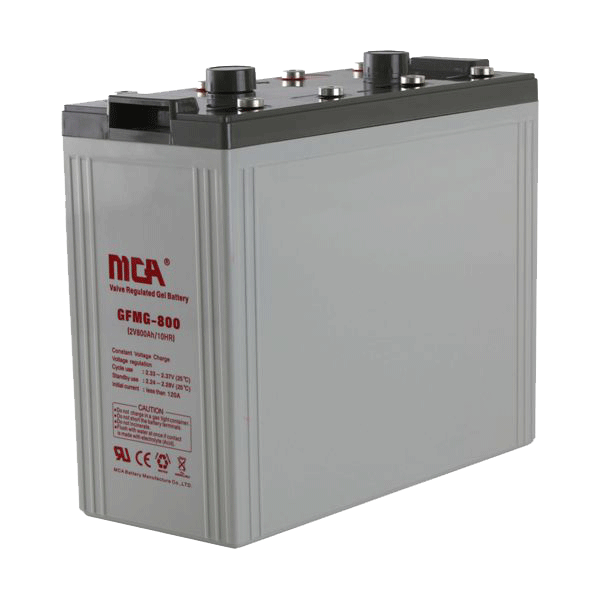 MCA®
Valve Regulated Gel Battery
GFMG-800
(2V800Ah/10HR)
Constant Voltage Charge
Voltage regulation
Cycle use : 2.33 – 2.37V (25°C)
Standby use : 2.24 – 2.28V (25°C)
Initial current : less than 120A
⚠CAUTION
•Do not charge in a gas tight container.
•Do not short the battery terminals.
•Do not incinerate.
•Flush with water at once if contact
is made with electrolyte (Acid).
CE
MCA Battery Manufacture Co.,LTD.